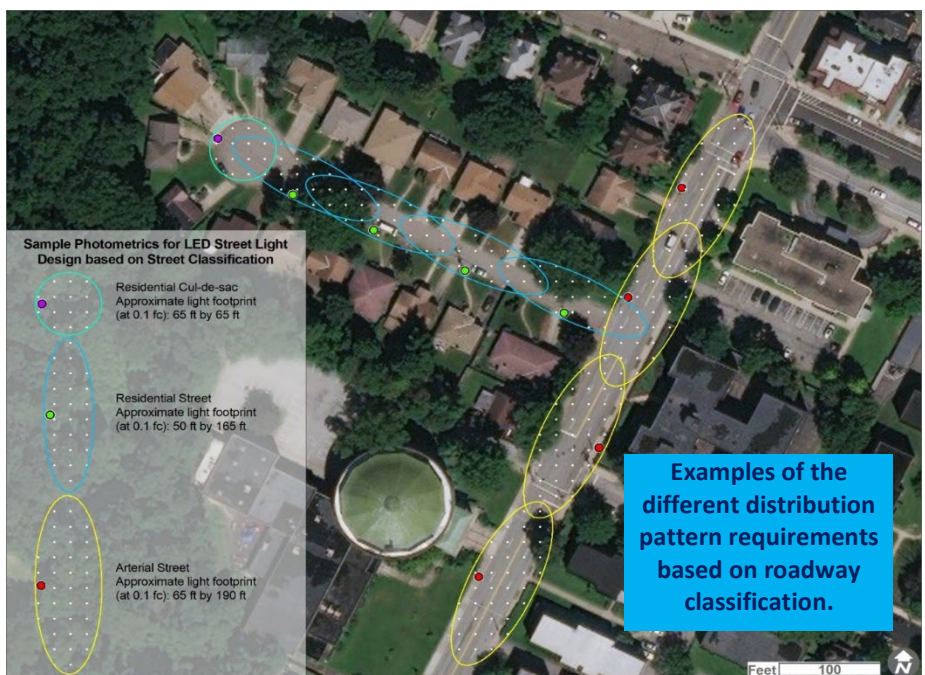 Sample Photometrics for LED Street Light
Design based on Street Classification
Residential Cul-de-sac
Approximate light footprint
(at 0.1 fc): 65 ft by 65 ft
Residential Street
Approximate light footprint
(at 0.1 fc): 50 ft by 165 ft
Arterial Street
Approximate light footprint
(at 0.1 fc): 65 ft by 190 ft
Examples of the
different distribution
pattern requirements
based on roadway
classification.
Feet 100
N